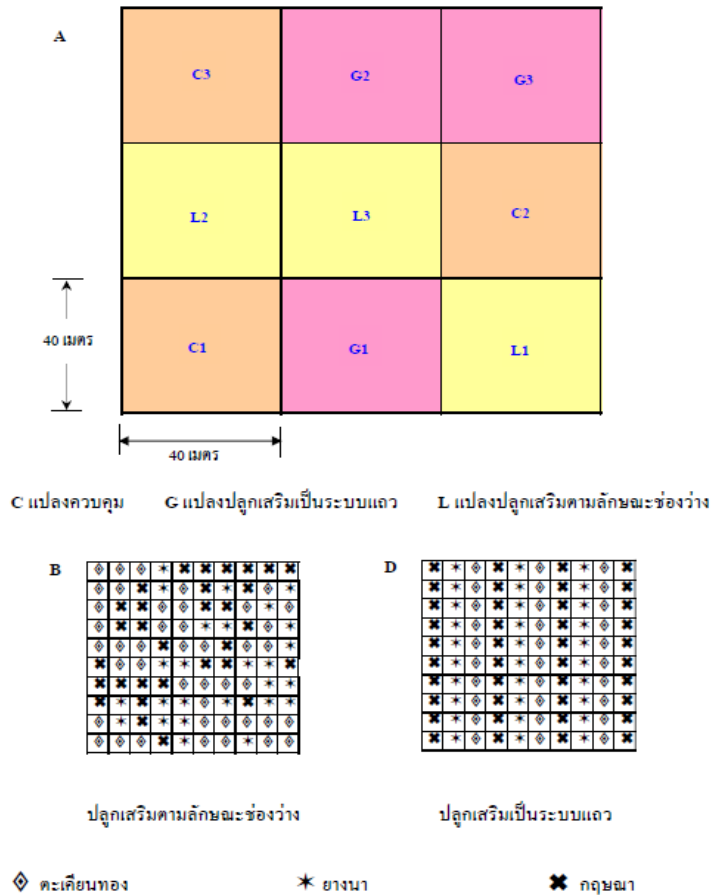 A
C3 G2 G3
L2 L3 C2
40 เมตร
C1 G1 L1
40 เมตร
C แปลงควบคุม G แปลงปลูกเสริมเป็นระบบแถว L แปลงปลูกเสริมตามลักษณะช่องว่าง
B D
ปลูกเสริมตามลักษณะช่องว่าง ปลูกเสริมเป็นระบบแถว
ตะเคียนทอง ยางนา กฤษณา